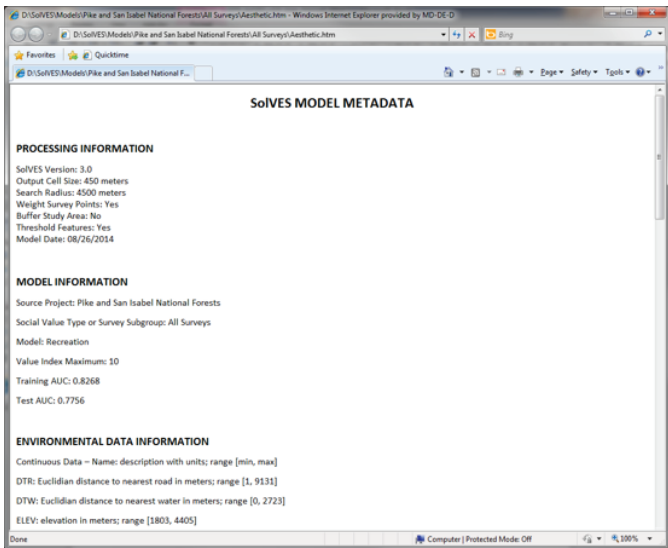 D:\SolVES\Models\Pike and San Isabel National Forests\All Surveys\Aesthetic.htm - Windows Internet Explorer provided by MD-DE-D
D:\SolVES\Models\Pike and San Isabel National Forests\All Surveys\Aesthetic.htm
Bing
Favorites Quicktime
D:\SolVES\Models\Pike and San Isabel National F...
Page Safety Tools
SolVES MODEL METADATA
PROCESSING INFORMATION
SolVES Version: 3.0
Output Cell Size: 450 meters
Search Radius: 4500 meters
Weight Survey Points: Yes
Buffer Study Area: No
Threshold Features: Yes
Model Date: 08/26/2014
MODEL INFORMATION
Source Project: Pike and San Isabel National Forests
Social Value Type or Survey Subgroup: All Surveys
Model: Recreation
Value Index Maximum: 10
Training AUC: 0.8268
Test AUC: 0.7756
ENVIRONMENTAL DATA INFORMATION
Continuous Data – Name: description with units; range [min, max]
DTR: Euclidian distance to nearest road in meters; range [1, 9131]
DTW: Euclidian distance to nearest water in meters; range [0, 2723]
ELEV: elevation in meters; range [1803, 4405]
Done
Computer | Protected Mode: Off
100%